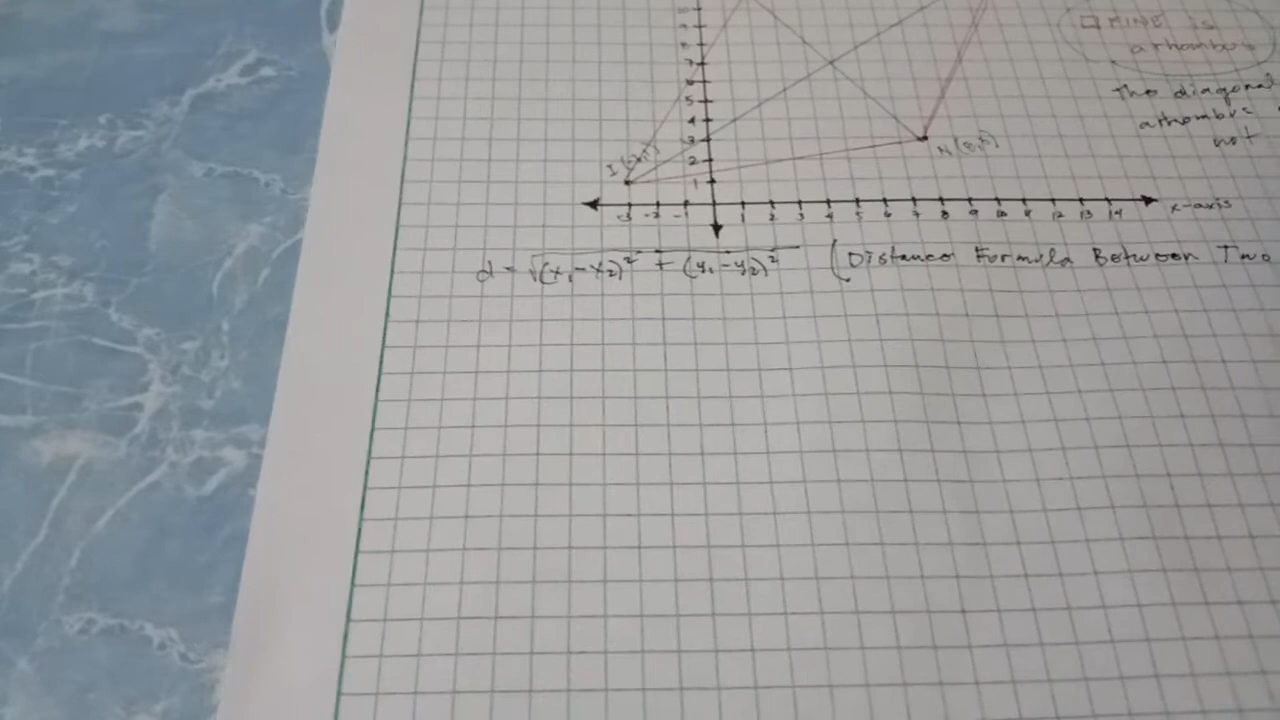 10
9
8
□ MINE is
a rhombus
7
6
The diagonal
5
a rhombus
4
not
3
2
1
-3 -2 -1 1 2 3 4 5 6 7 8 9 10 11 12 13 14 x-axis
d = √(x₁-x₂)² + (y₁-y₂)² (Distance Formula Between Two